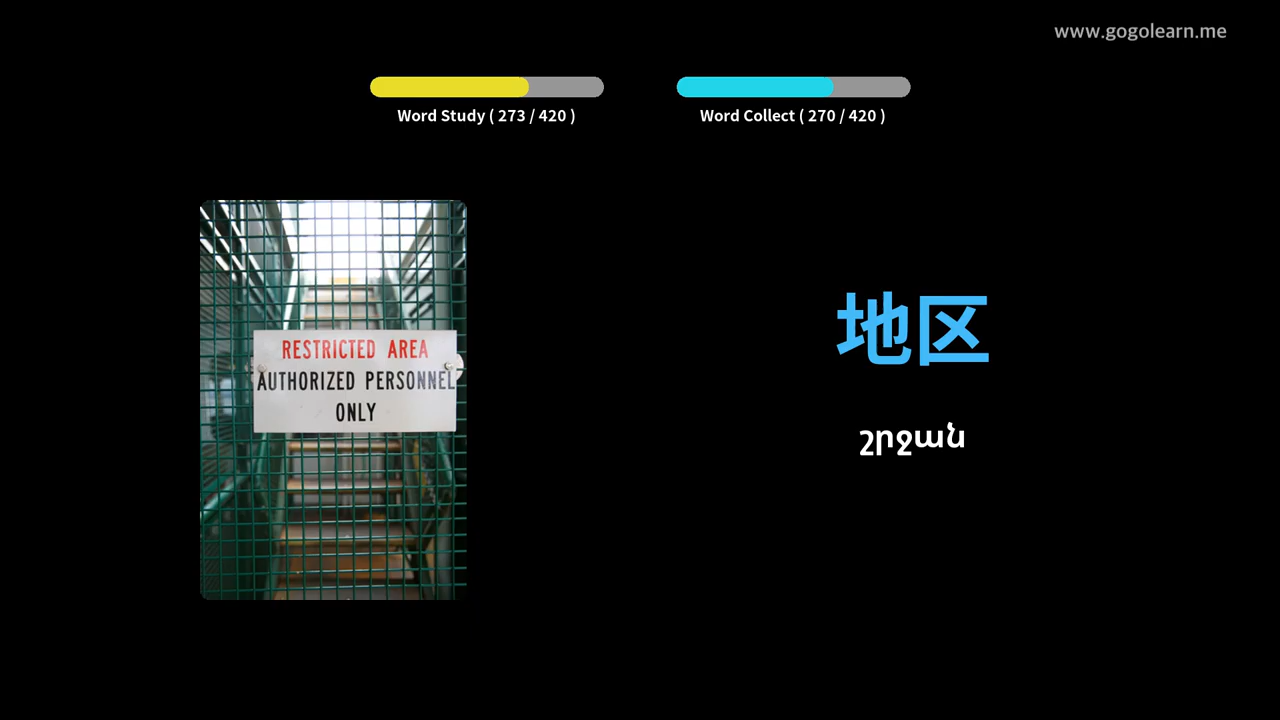 www.gogolearn.me
Word Study ( 273 / 420 )
Word Collect ( 270 / 420 )
RESTRICTED AREA
AUTHORIZED PERSONNEL
ONLY
地区
շրջան